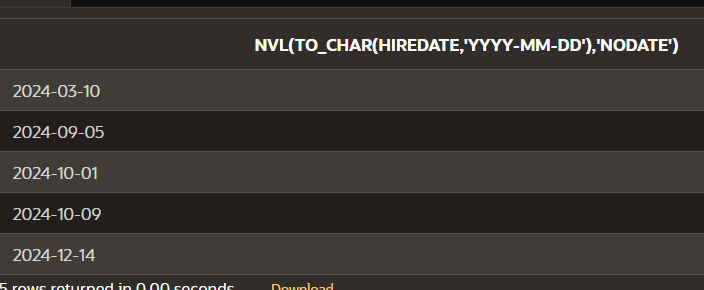 NVL(TO_CHAR(HIREDATE,'YYYY-MM-DD'),'NODATE')
2024-03-10
2024-09-05
2024-10-01
2024-10-09
2024-12-14
5 rows returned in 0.00 seconds Download